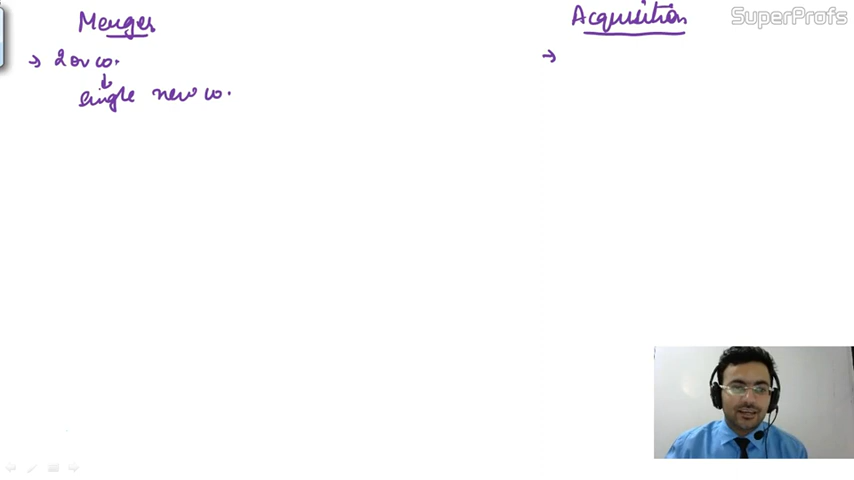 Merger
Acquisition
SuperProfs
→ 2 or co.
↓
single new co.
→